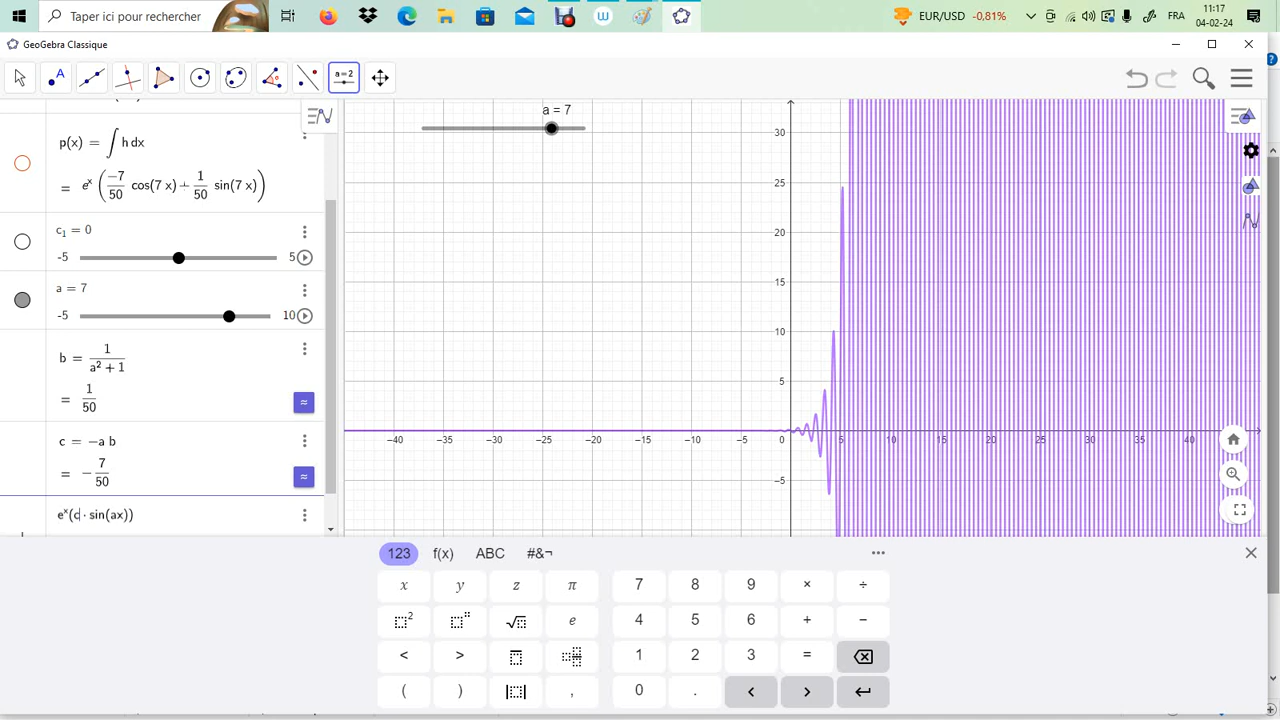 Taper ici pour rechercher
EUR/USD -0,81%
FRA
11:17
04-02-24
GeoGebra Classique
a=2
p(x) = ∫ h dx
= eˣ (−7/50 cos(7 x) + 1/50 sin(7 x))
c₁ = 0
-5 5
a = 7
-5 10
b = 1/(a² + 1)
= 1/50
≈
c = −a b
= −7/50
≈
eˣ(c · sin(ax))
a = 7
30
25
20
15
10
5
−5
−40 −35 −30 −25 −20 −15 −10 −5 0 5 10 15 20 25 30 35 40
123 f(x) ABC #&¬
x y z π 7 8 9 × ÷
□² □^□ √□ e 4 5 6 + −
< > 1 2 3 =
( ) |□| , 0 . < >